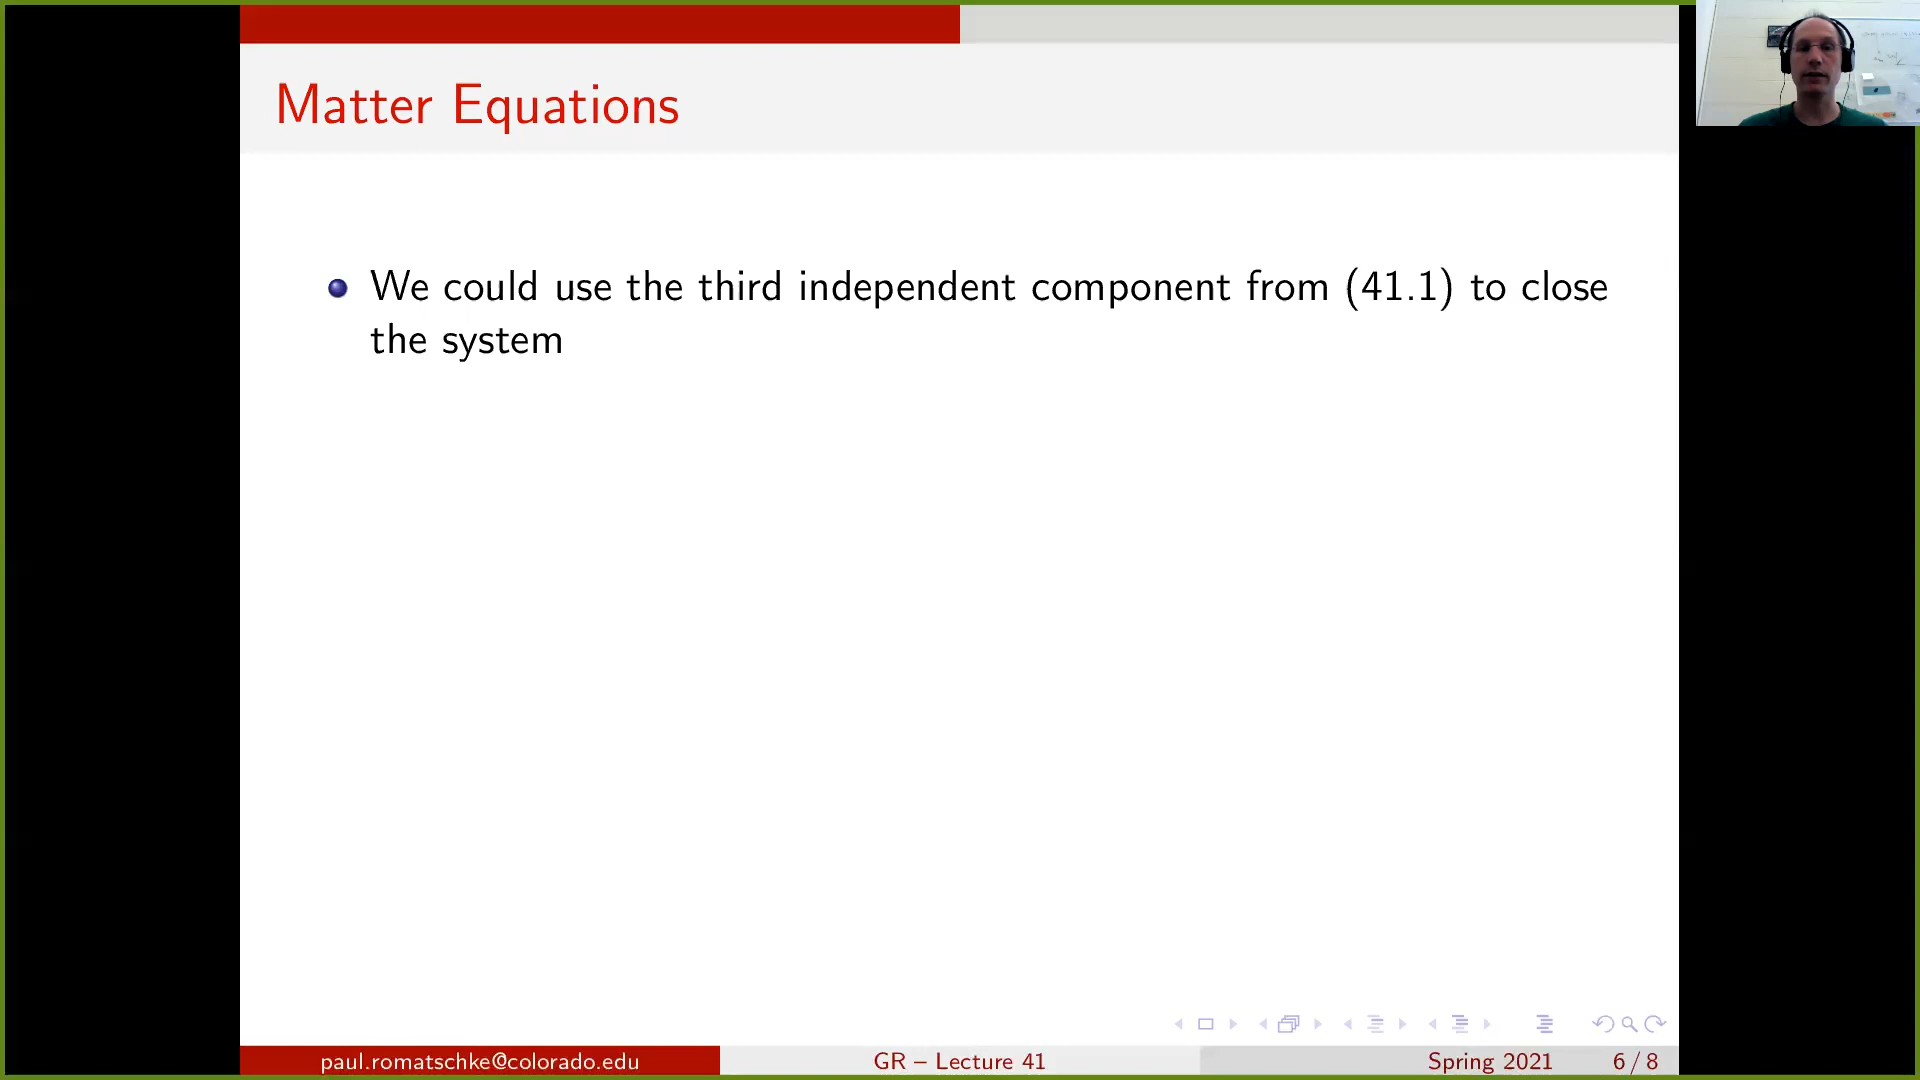 Matter Equations
We could use the third independent component from (41.1) to close
the system
paul.romatschke@colorado.edu
GR – Lecture 41
Spring 2021
6 / 8